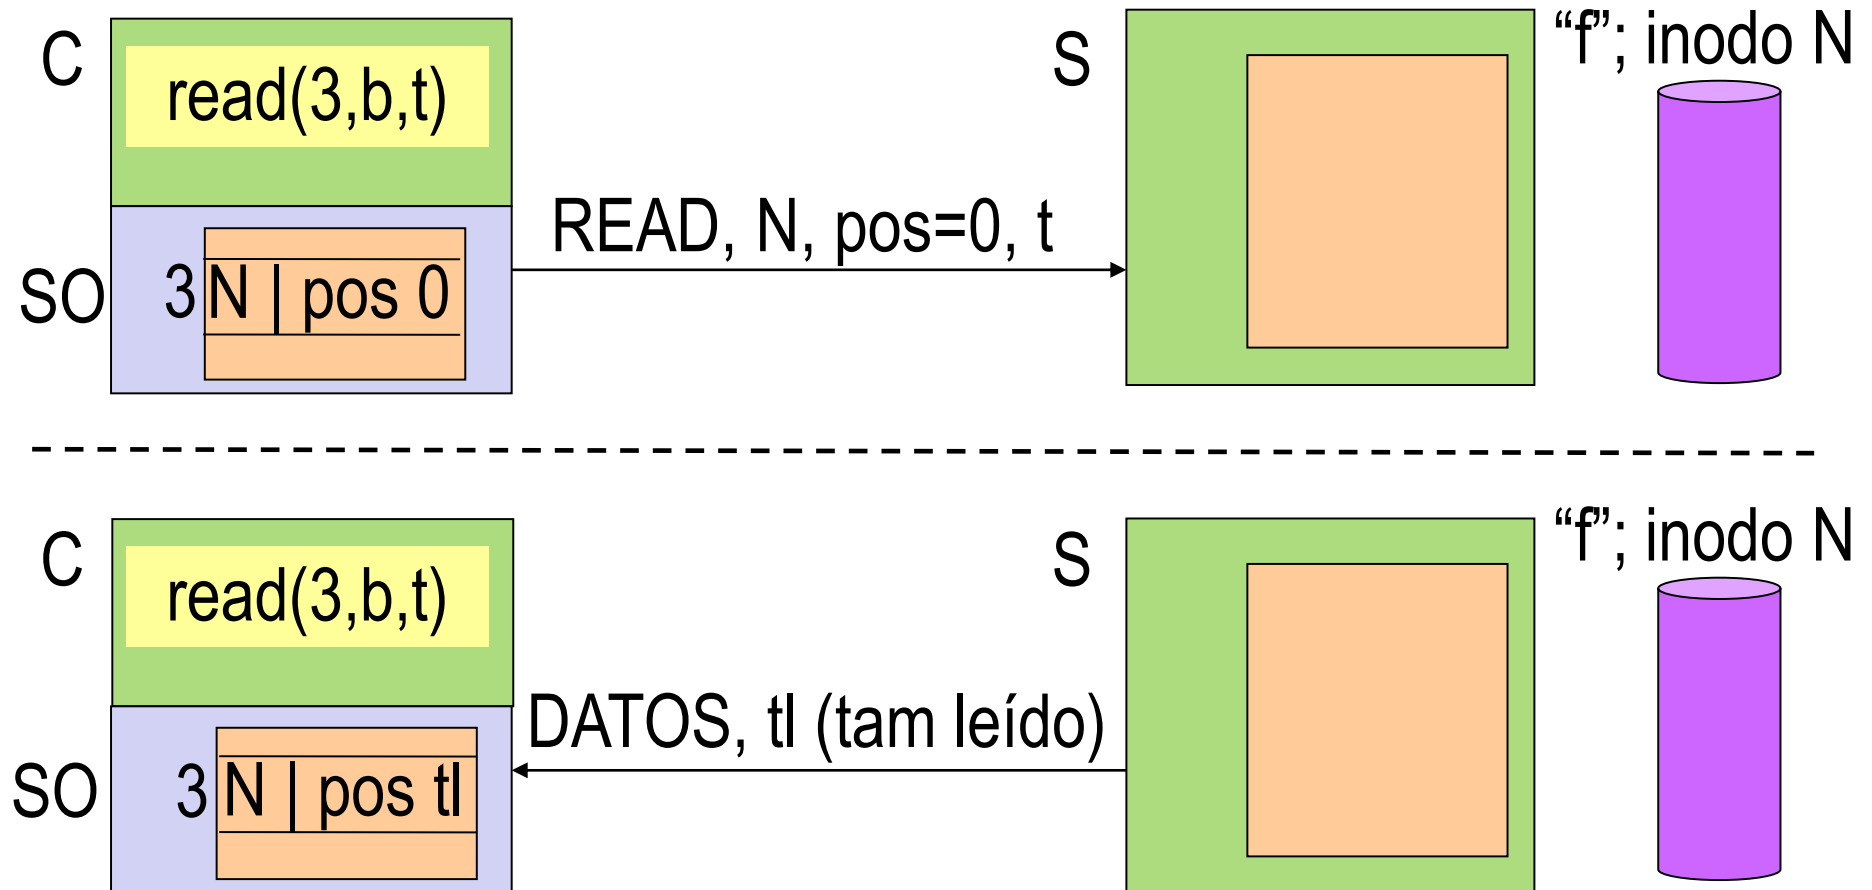 C
read(3,b,t)
SO
3 N | pos 0
READ, N, pos=0, t
S
“f”; inodo N
C
read(3,b,t)
SO
3 N | pos tl
DATOS, tl (tam leído)
S
“f”; inodo N